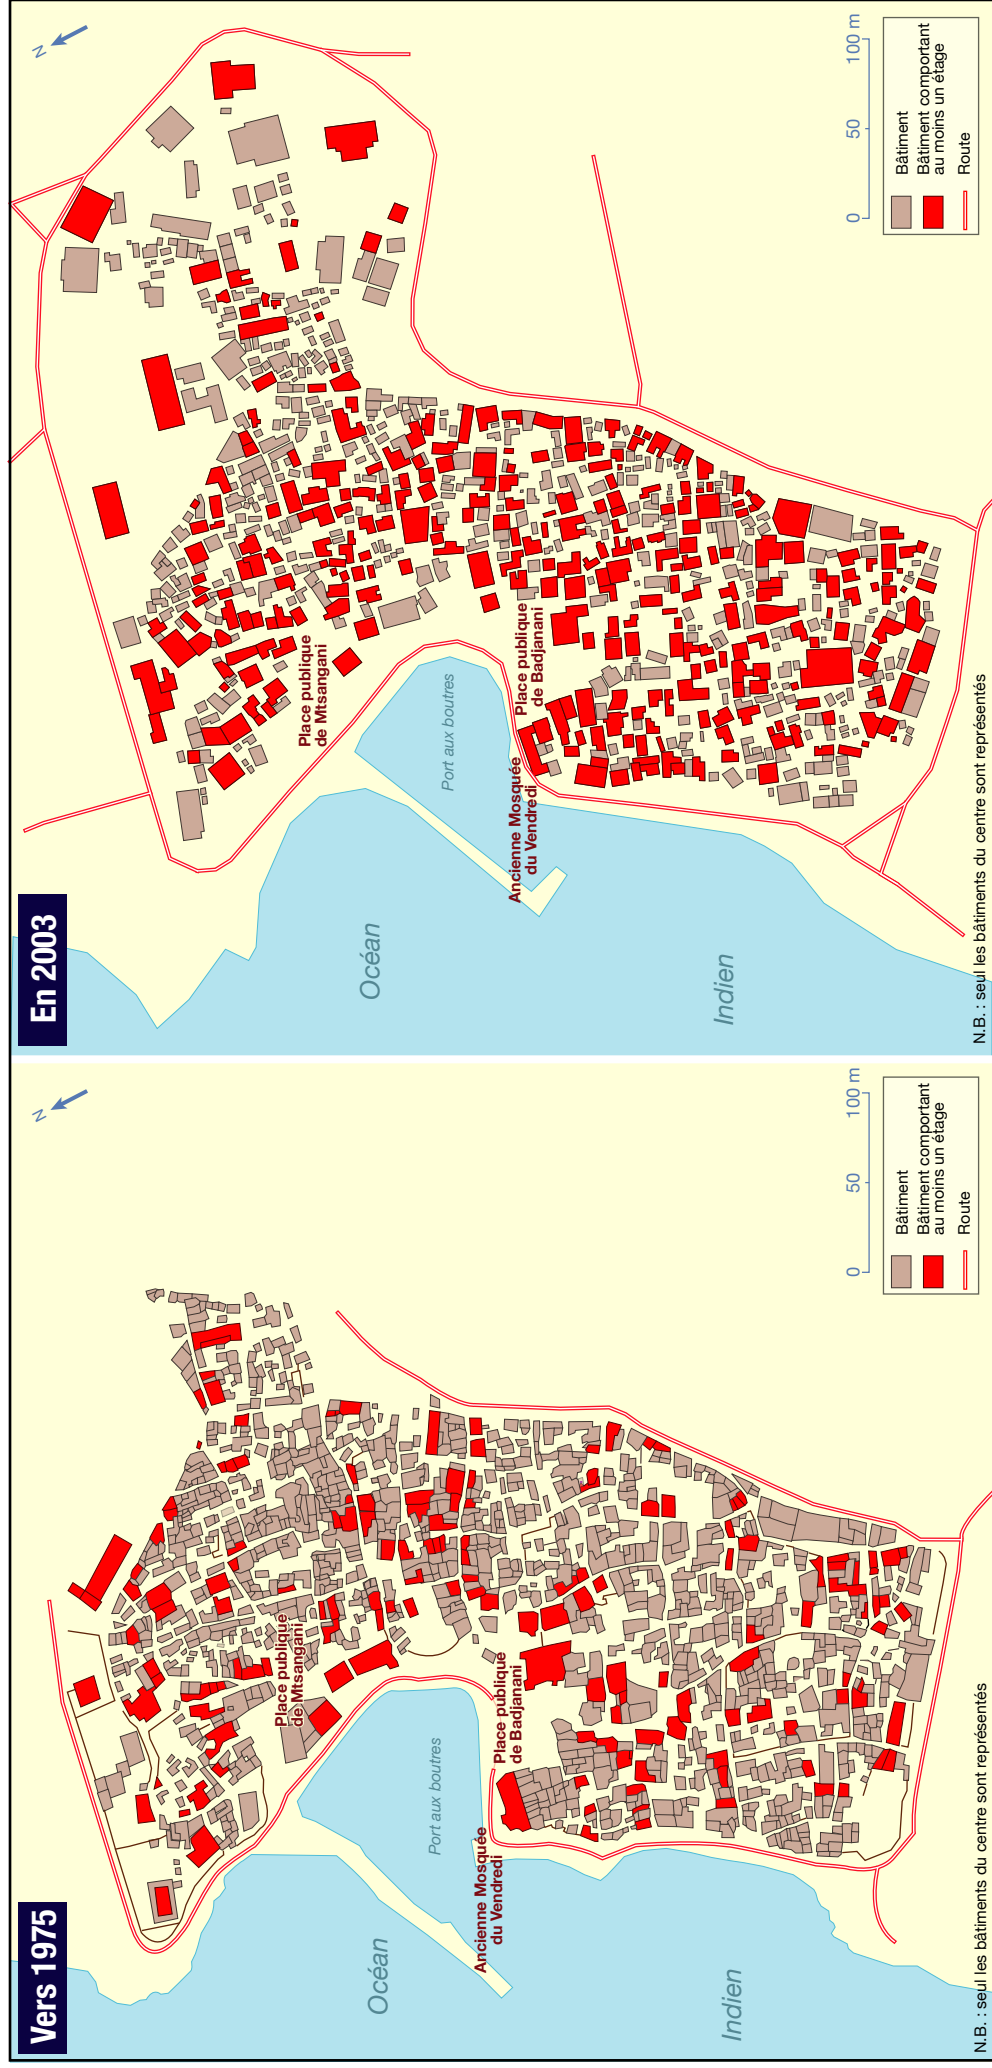 Vers 1975
N
Place publique
de Mtsangani
Port aux boutres
Place publique
de Badjanani
Ancienne Mosquée
du Vendredi
Océan
Indien
0 50 100 m
Bâtiment
Bâtiment comportant
au moins un étage
Route
N.B. : seul les bâtiments du centre sont représentés
En 2003
N
Place publique
de Mtsangani
Port aux boutres
Place publique
de Badjanani
Ancienne Mosquée
du Vendredi
Océan
Indien
0 50 100 m
Bâtiment
Bâtiment comportant
au moins un étage
Route
N.B. : seul les bâtiments du centre sont représentés